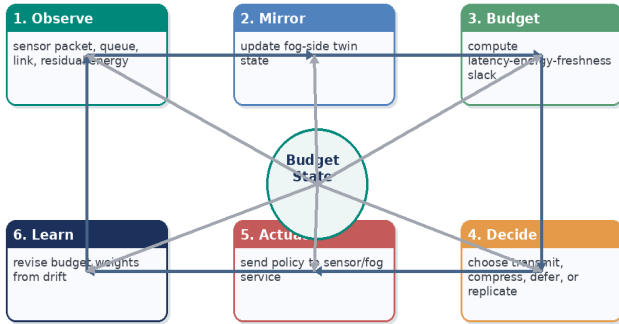 1. Observe
sensor packet, queue,
link, residual energy
2. Mirror
update fog-side twin
state
3. Budget
compute
latency-energy-freshness
slack
Budget
State
6. Learn
revise budget weights
from drift
5. Actuate
send policy to sensor/fog
service
4. Decide
choose transmit,
compress, defer, or
replicate